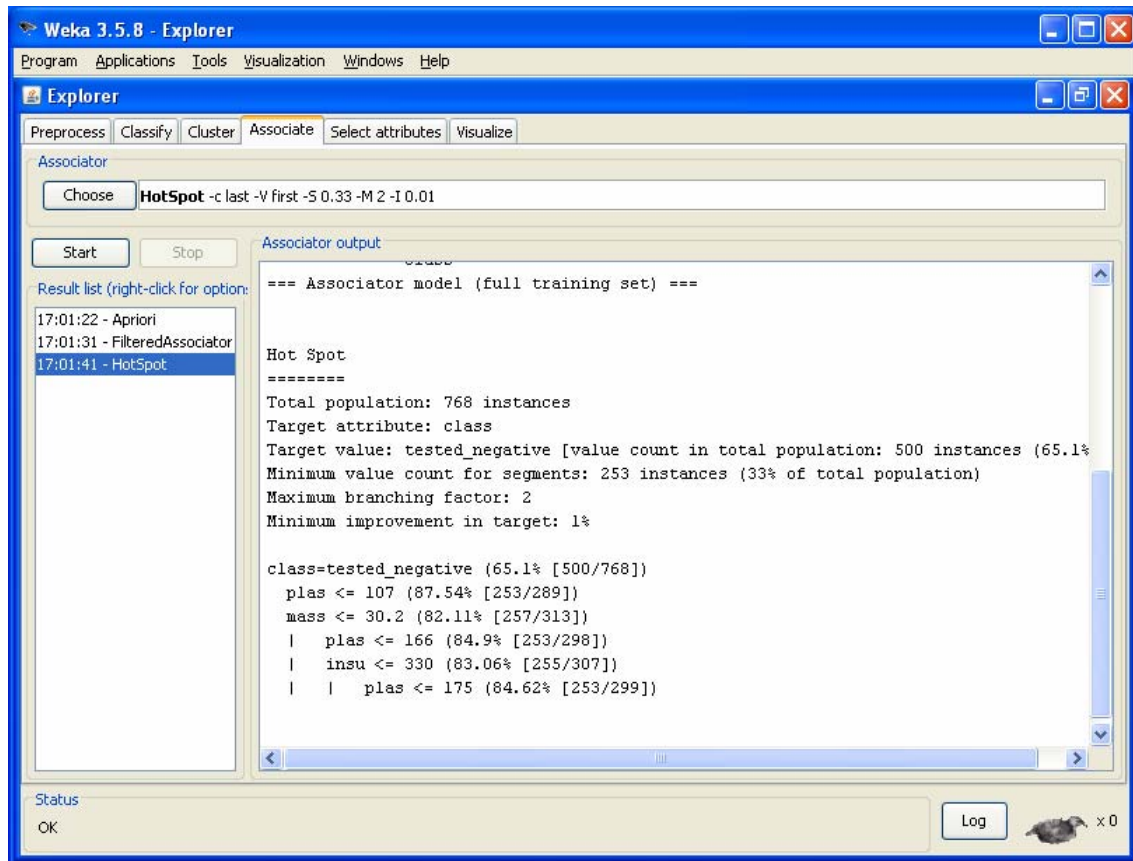 Weka 3.5.8 - Explorer
Program Applications Tools Visualization Windows Help
Explorer
Preprocess Classify Cluster Associate Select attributes Visualize
Associator
Choose HotSpot -c last -V first -S 0.33 -M 2 -I 0.01
Start Stop
Result list (right-click for option:
17:01:22 - Apriori
17:01:31 - FilteredAssociator
17:01:41 - HotSpot
Associator output
=== Associator model (full training set) ===
Hot Spot
========
Total population: 768 instances
Target attribute: class
Target value: tested_negative [value count in total population: 500 instances (65.1%
Minimum value count for segments: 253 instances (33% of total population)
Maximum branching factor: 2
Minimum improvement in target: 1%
class=tested_negative (65.1% [500/768])
plas <= 107 (87.54% [253/289])
mass <= 30.2 (82.11% [257/313])
| plas <= 166 (84.9% [253/298])
| insu <= 330 (83.06% [255/307])
| | plas <= 175 (84.62% [253/299])
Status
OK
Log x 0